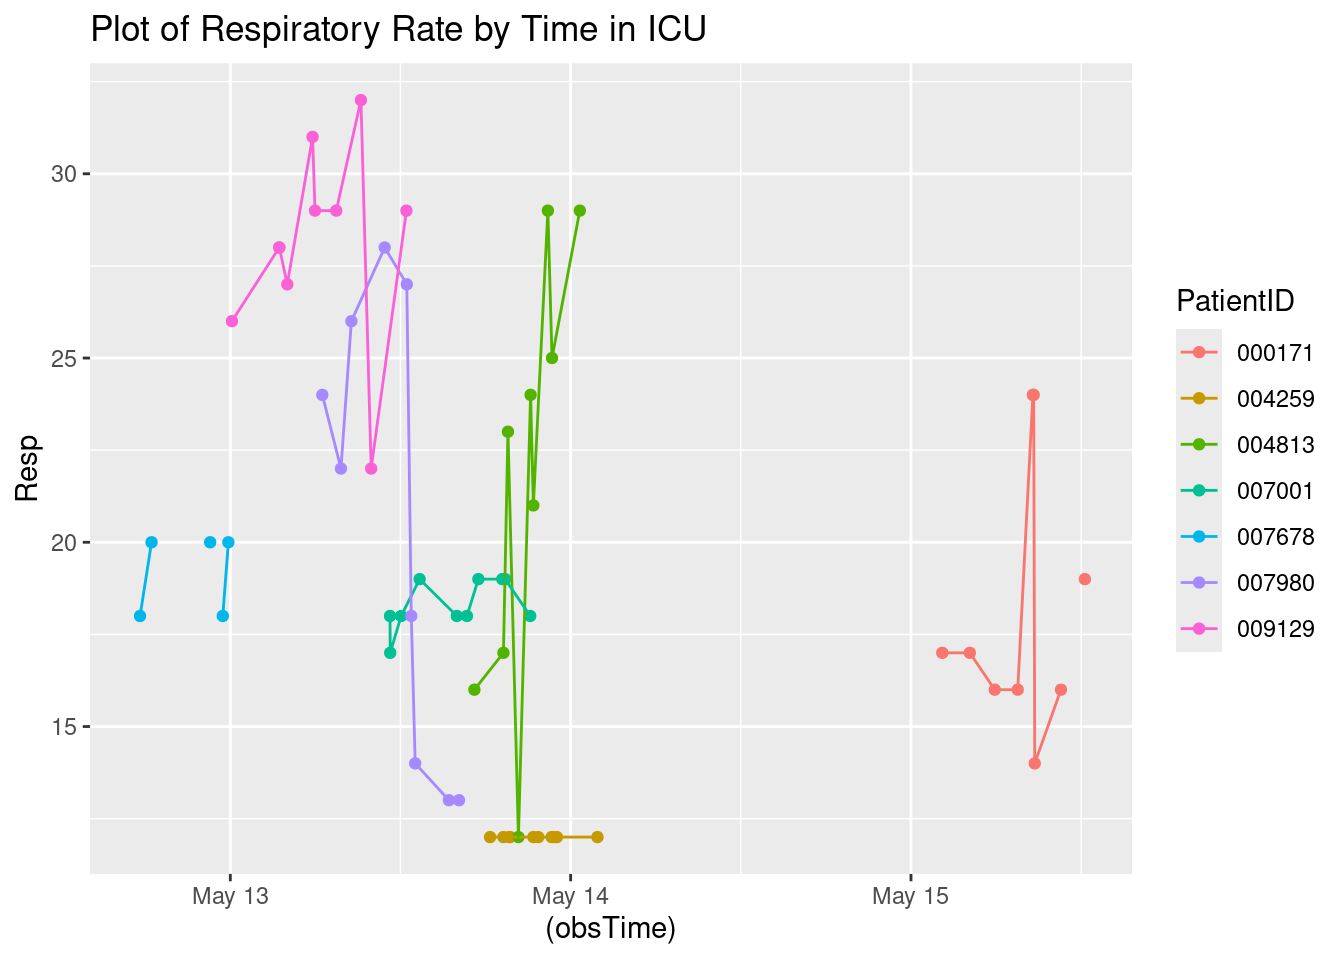 Plot of Respiratory Rate by Time in ICU
Resp
30
25
20
15
May 13
May 14
May 15
(obsTime)
PatientID
000171
004259
004813
007001
007678
007980
009129